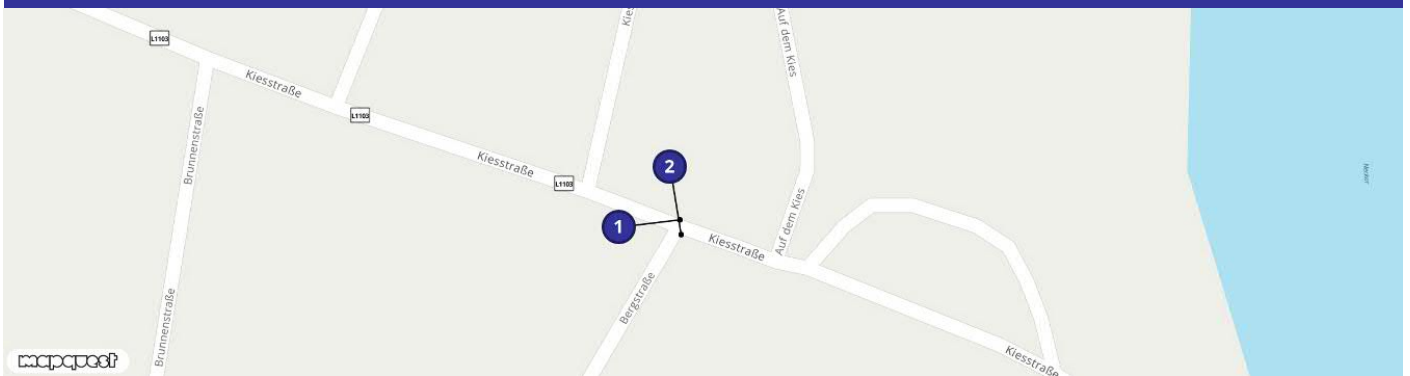 L1103
Kiesstraße
L1103
Kiesstraße
L1103
Brunnenstraße
Brunnenstraße
Kies
Auf dem Kies
Auf dem Kies
2
1
Kiesstraße
Bergstraße
Kiesstraße
Neckar
mapquest